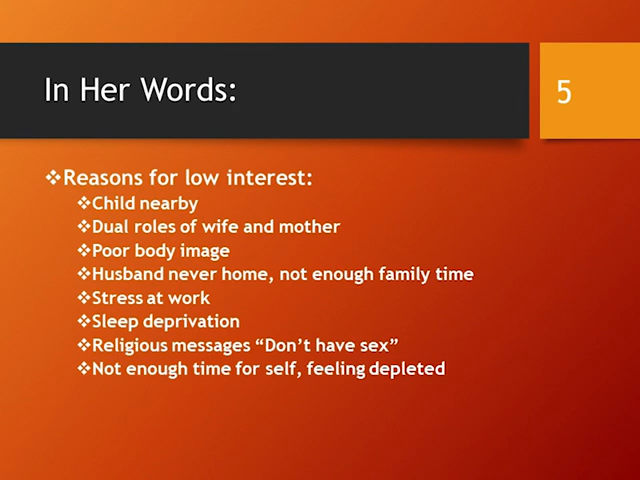 In Her Words:
5
❖Reasons for low interest:
❖Child nearby
❖Dual roles of wife and mother
❖Poor body image
❖Husband never home, not enough family time
❖Stress at work
❖Sleep deprivation
❖Religious messages “Don’t have sex”
❖Not enough time for self, feeling depleted